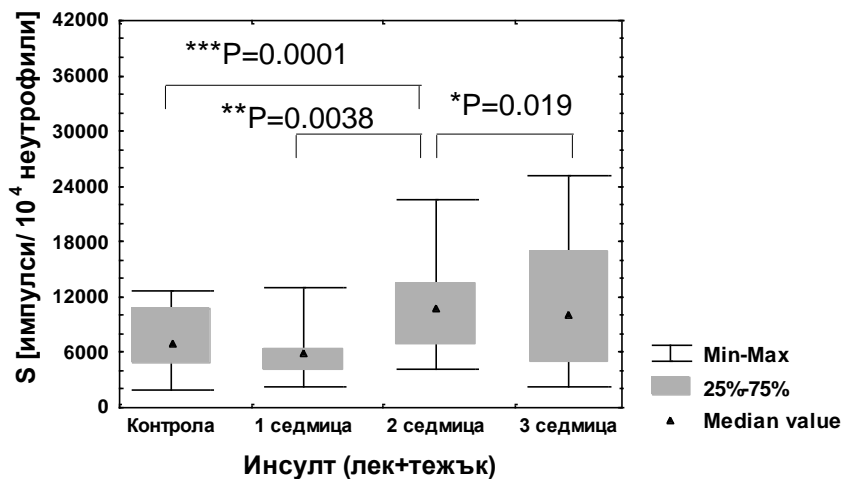 42000
36000
30000
24000
18000
12000
6000
0
S [импулси/ 10⁴ неутрофили]
***P=0.0001
**P=0.0038
*P=0.019
Контрола
1 седмица
2 седмица
3 седмица
Инсулт (лек+тежък)
Min-Max
25%-75%
Median value